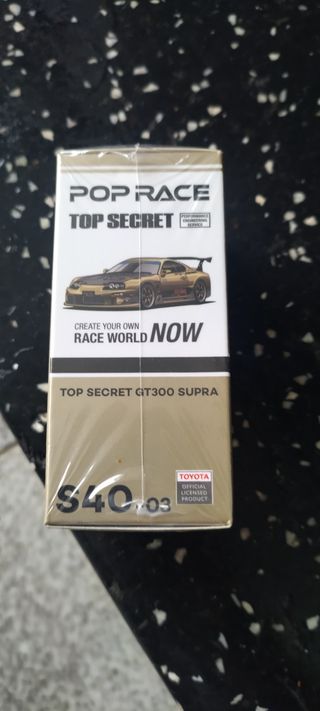 POP RACE
TOP SECRET
PERFORMANCE
ENGINEERING
SERVICE
CREATE YOUR OWN
RACE WORLD NOW
TOP SECRET GT300 SUPRA
S40-03
TOYOTA
OFFICIAL
LICENSED
PRODUCT